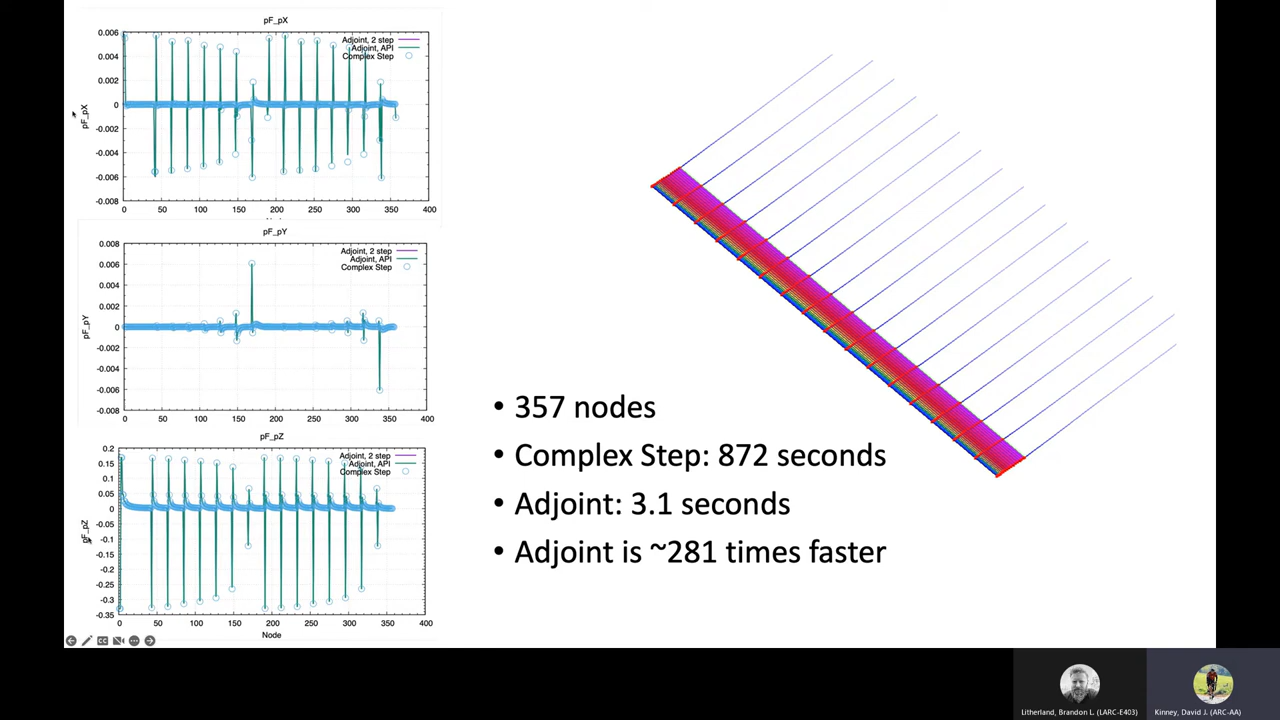 pF_pX
Adjoint, 2 step
Adjoint, API
Complex Step
0.006
0.004
0.002
0
-0.002
-0.004
-0.006
-0.008
pF_pX
0 50 100 150 200 250 300 350 400
pF_pY
Adjoint, 2 step
Adjoint, API
Complex Step
0.008
0.006
0.004
0.002
0
-0.002
-0.004
-0.006
-0.008
pF_pY
0 50 100 150 200 250 300 350 400
pF_pZ
Adjoint, 2 step
Adjoint, API
Complex Step
0.2
0.15
0.1
0.05
0
-0.05
-0.1
-0.15
-0.2
-0.25
-0.3
-0.35
pF_pZ
0 50 100 150 200 250 300 350 400
Node
• 357 nodes
• Complex Step: 872 seconds
• Adjoint: 3.1 seconds
• Adjoint is ~281 times faster
Litherland, Brandon L. (LARC-E403)
Kinney, David J. (ARC-AA)